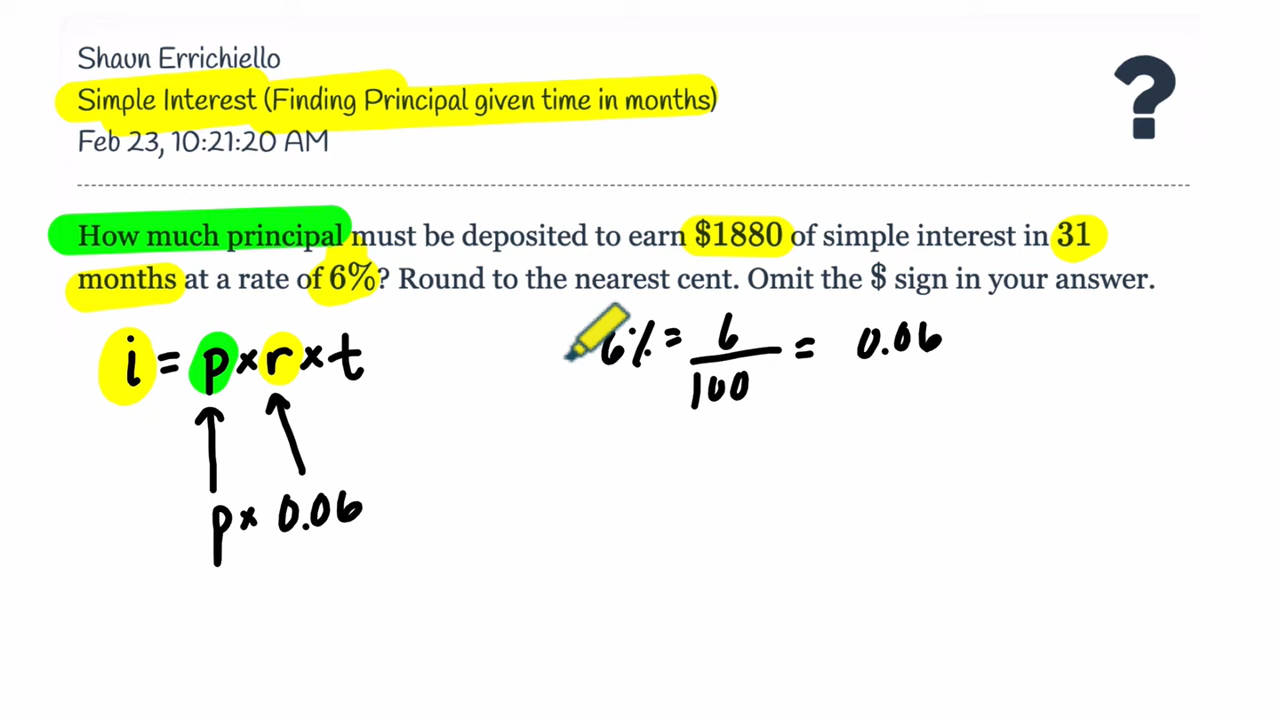 Shaun Errichiello
Simple Interest (Finding Principal given time in months)
Feb 23, 10:21:20 AM
?
How much principal must be deposited to earn $1880 of simple interest in 31
months at a rate of 6%? Round to the nearest cent. Omit the $ sign in your answer.
i = p × r × t
6% = 6/100 = 0.06
p × 0.06